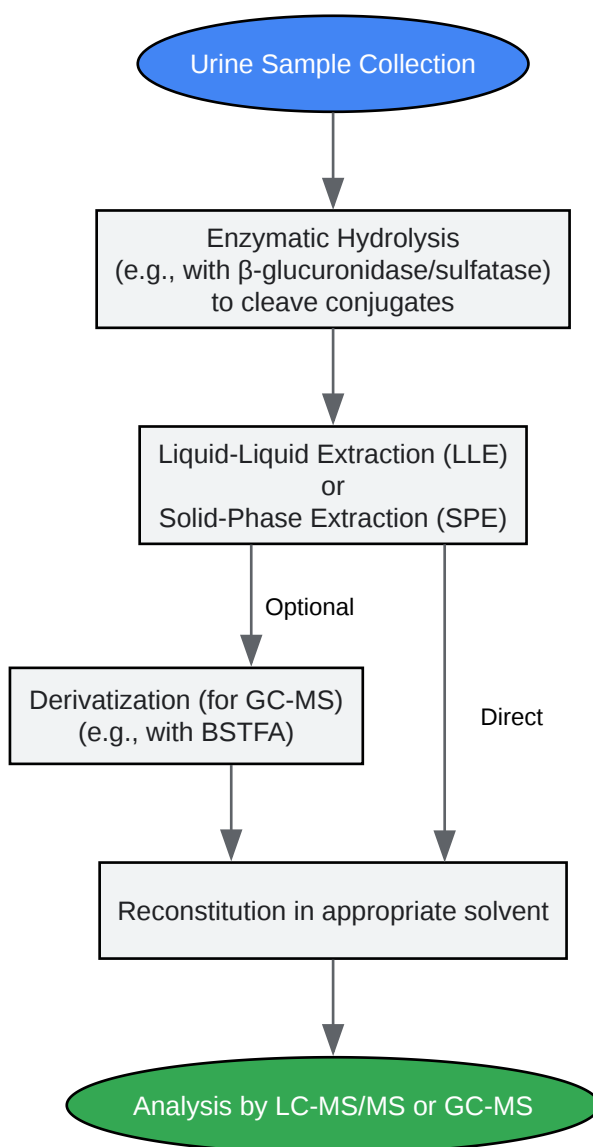 Urine Sample Collection
Enzymatic Hydrolysis
(e.g., with β-glucuronidase/sulfatase)
to cleave conjugates
Liquid-Liquid Extraction (LLE)
or
Solid-Phase Extraction (SPE)
Optional
Derivatization (for GC-MS)
(e.g., with BSTFA)
Direct
Reconstitution in appropriate solvent
Analysis by LC-MS/MS or GC-MS